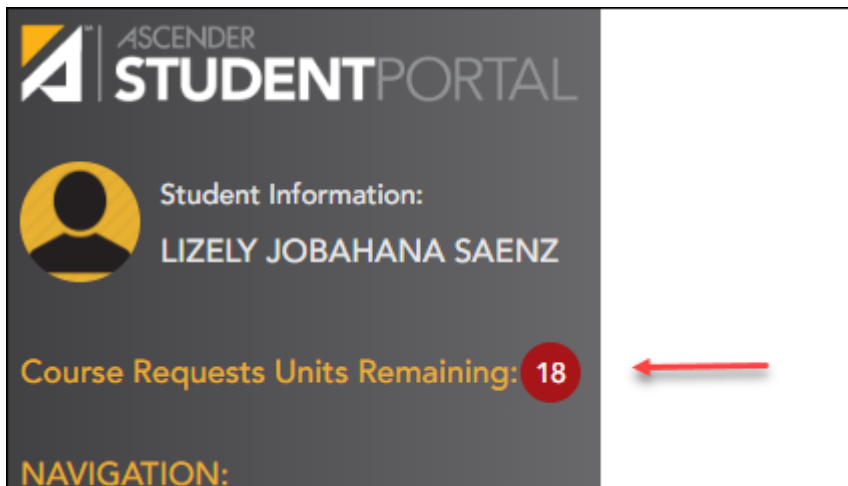 ASCENDER
STUDENTPORTAL
Student Information:
LIZELY JOBAHANA SAENZ
Course Requests Units Remaining: 18
NAVIGATION: